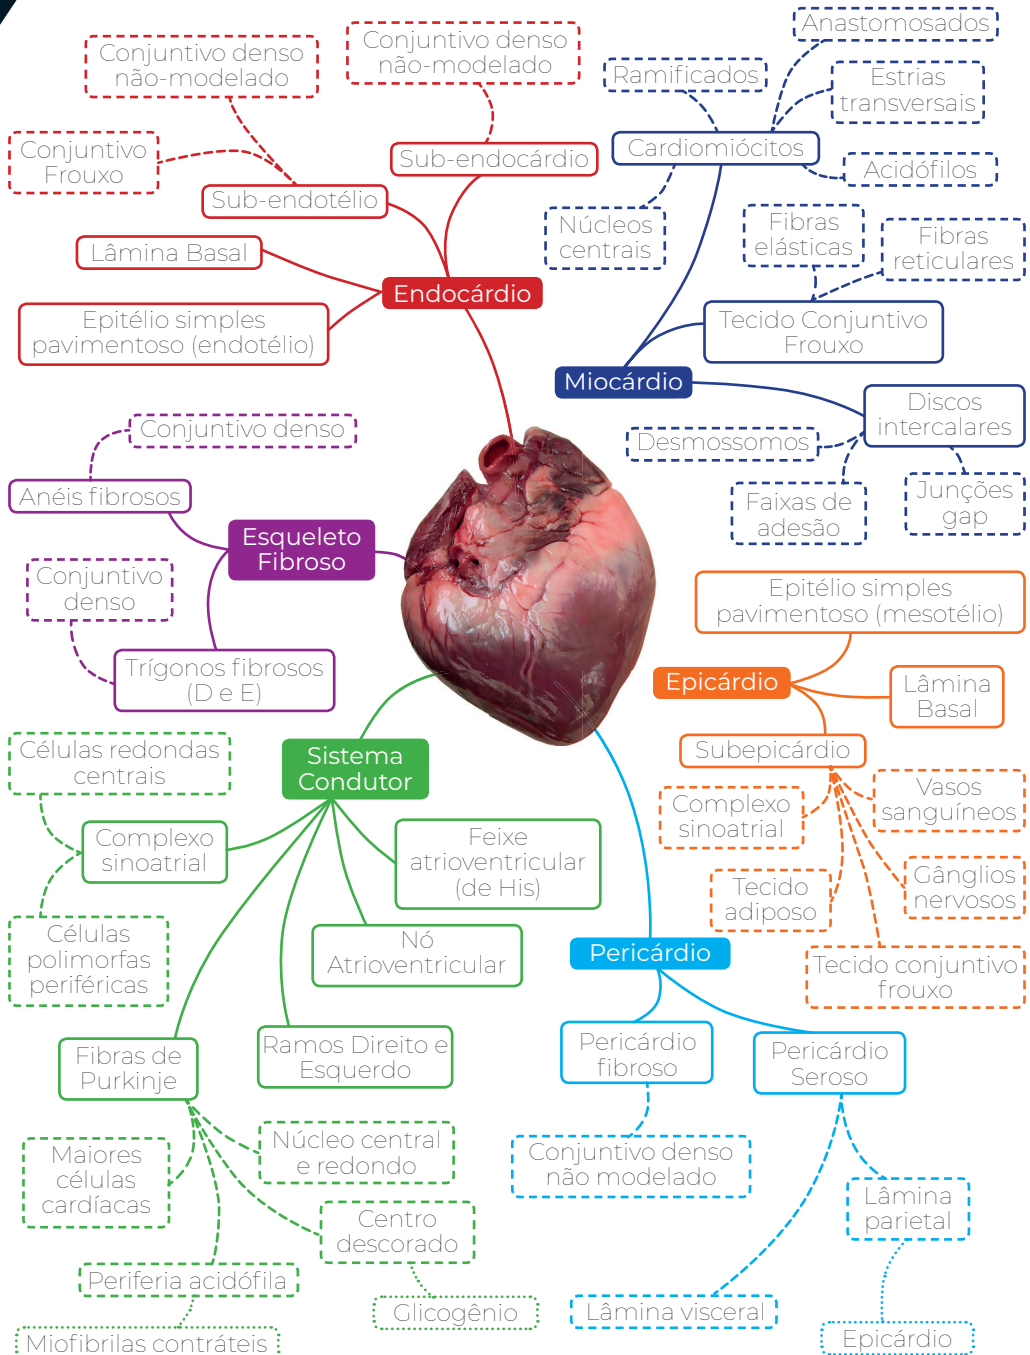 Conjuntivo denso
não-modelado
Conjuntivo denso
não-modelado
Conjuntivo
Frouxo
Sub-endocárdio
Sub-endotélio
Lâmina Basal
Endocárdio
Epitélio simples
pavimentoso (endotélio)
Anastomosados
Ramificados
Estrias
transversais
Cardiomiócitos
Acidófilos
Núcleos
centrais
Fibras
elásticas
Fibras
reticulares
Tecido Conjuntivo
Frouxo
Miocárdio
Discos
intercalares
Desmossomos
Faixas de
adesão
Junções
gap
Conjuntivo denso
Anéis fibrosos
Esqueleto
Fibroso
Conjuntivo
denso
Trígonos fibrosos
(D e E)
Epitélio simples
pavimentoso (mesotélio)
Epicárdio
Lâmina
Basal
Subepicárdio
Complexo
sinoatrial
Vasos
sanguíneos
Tecido
adiposo
Gânglios
nervosos
Tecido conjuntivo
frouxo
Sistema
Condutor
Células redondas
centrais
Complexo
sinoatrial
Células
polimorfas
periféricas
Feixe
atrioventricular
(de His)
Nó
Atrioventricular
Ramos Direito e
Esquerdo
Fibras de
Purkinje
Maiores
células
cardíacas
Núcleo central
e redondo
Centro
descorado
Periferia acidófila
Glicogênio
Miofibrilas contráteis
Pericárdio
Pericárdio
fibroso
Pericárdio
Seroso
Conjuntivo denso
não modelado
Lâmina
parietal
Lâmina visceral
Epicárdio